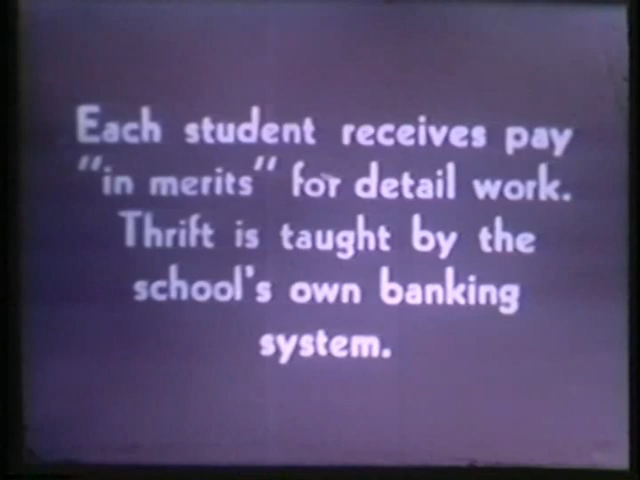 Each student receives pay
"in merits" for detail work.
Thrift is taught by the
school's own banking
system.